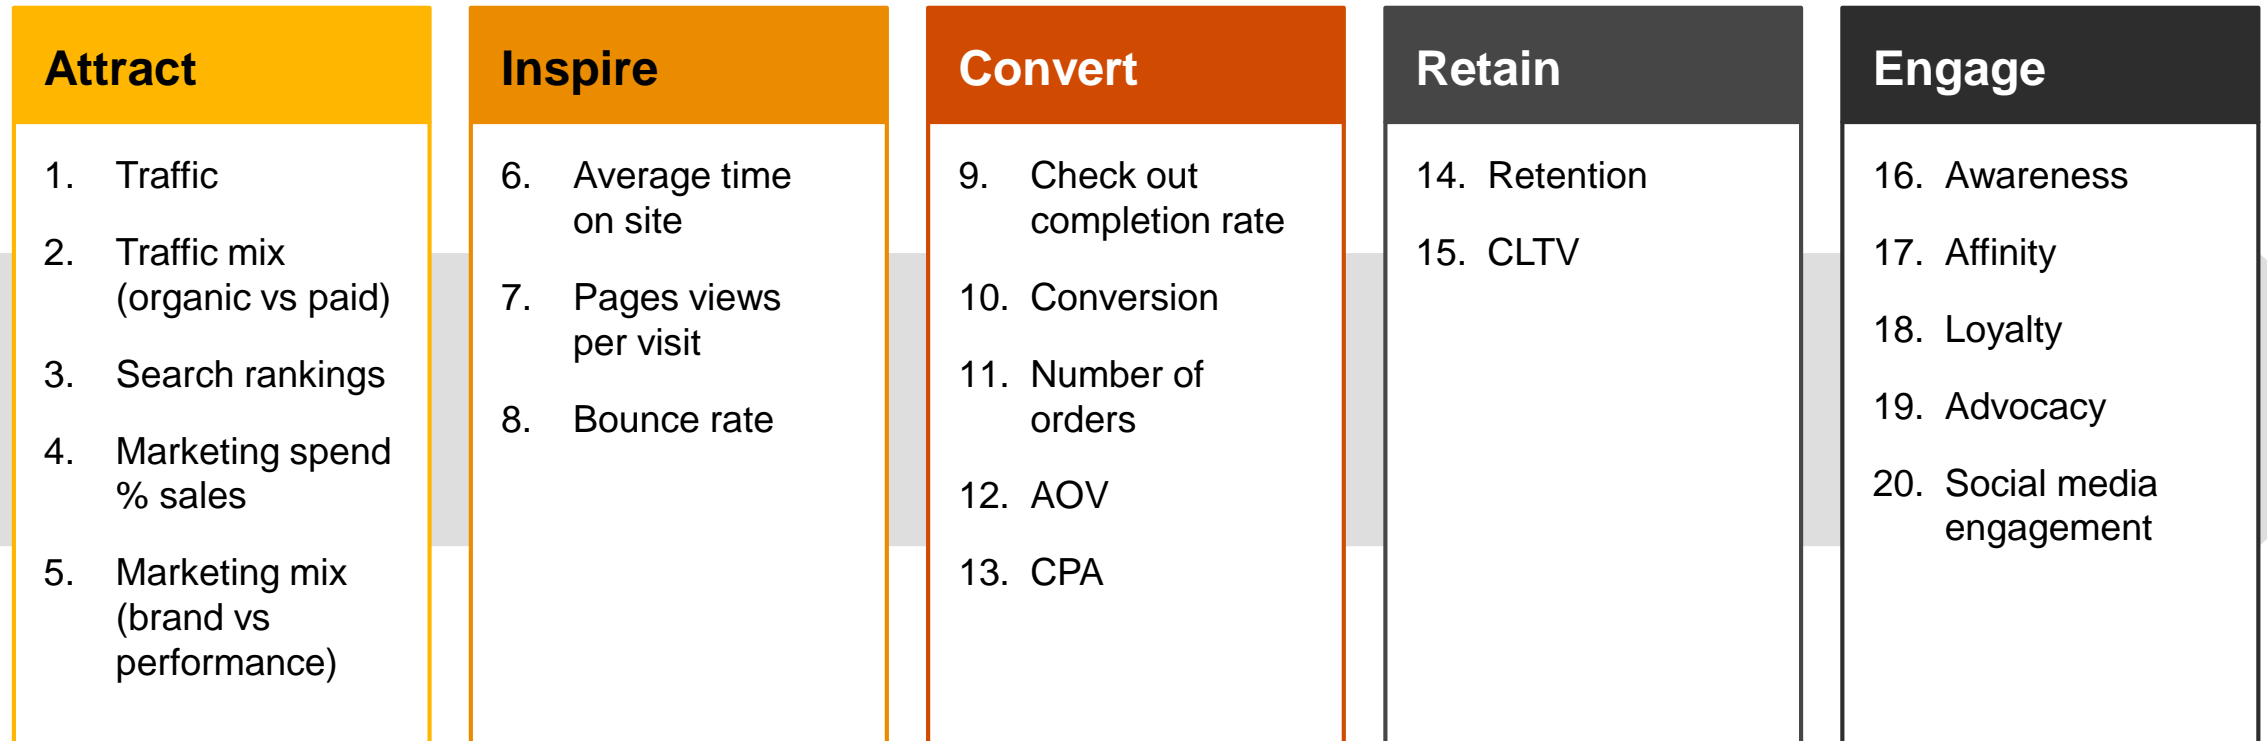 Attract
1. Traffic
2. Traffic mix
(organic vs paid)
3. Search rankings
4. Marketing spend
% sales
5. Marketing mix
(brand vs
performance)
Inspire
6. Average time
on site
7. Pages views
per visit
8. Bounce rate
Convert
9. Check out
completion rate
10. Conversion
11. Number of
orders
12. AOV
13. CPA
Retain
14. Retention
15. CLTV
Engage
16. Awareness
17. Affinity
18. Loyalty
19. Advocacy
20. Social media
engagement